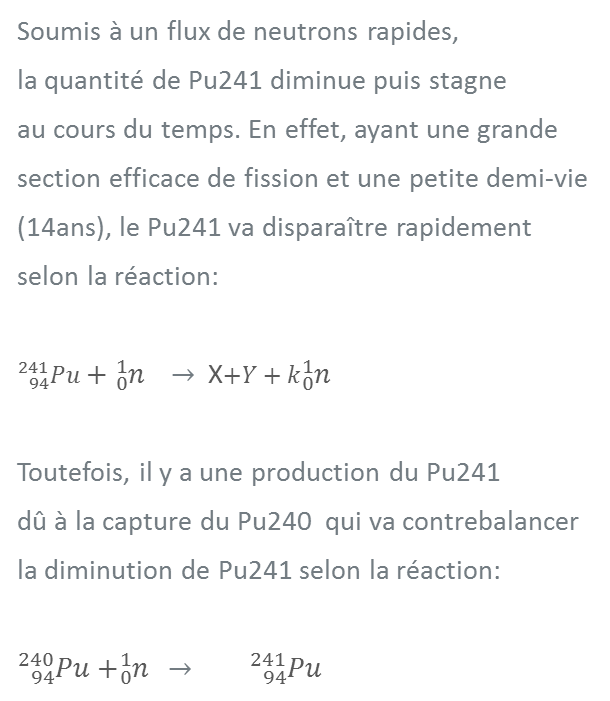 Soumis à un flux de neutrons rapides,
la quantité de Pu241 diminue puis stagne
au cours du temps. En effet, ayant une grande
section efficace de fission et une petite demi-vie
(14ans), le Pu241 va disparaître rapidement
selon la réaction:
²⁴¹₉₄Pu + ¹₀n → X+Y + k¹₀n
Toutefois, il y a une production du Pu241
dû à la capture du Pu240 qui va contrebalancer
la diminution de Pu241 selon la réaction:
²⁴⁰₉₄Pu +¹₀n → ²⁴¹₉₄Pu